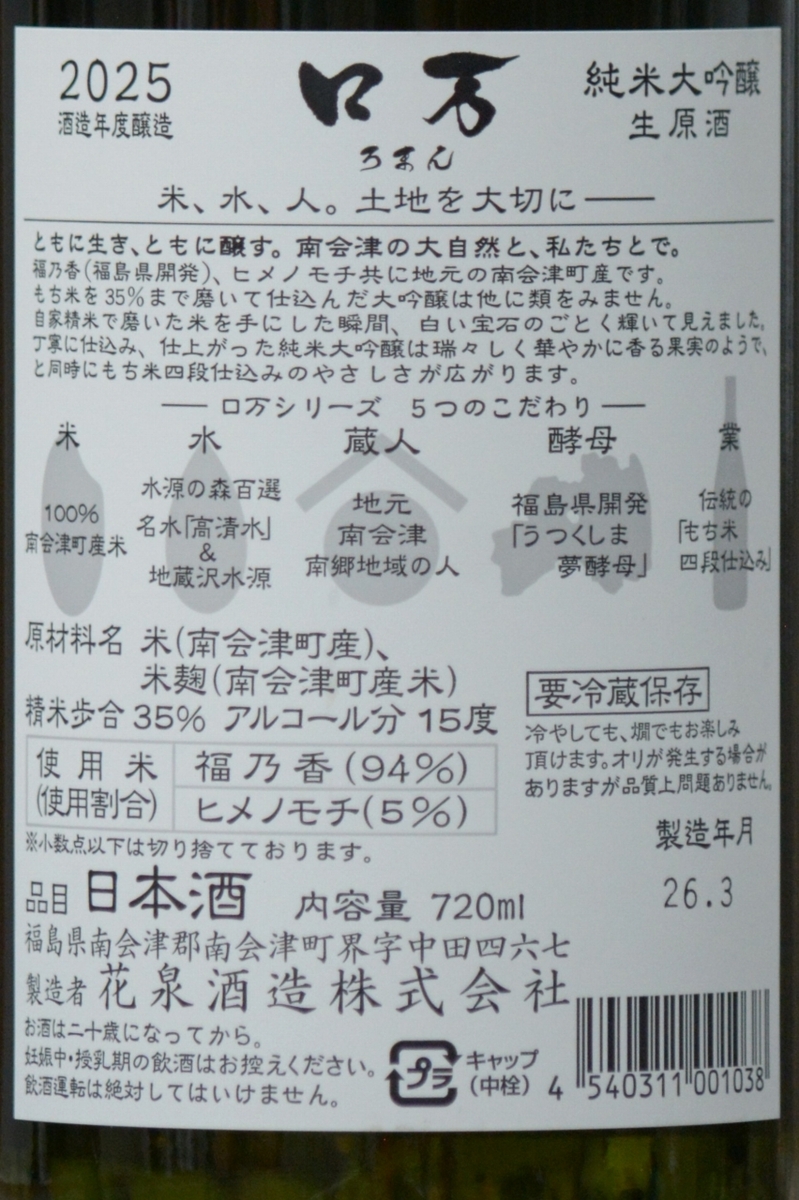 2025
酒造年度醸造
ロ万
ろまん
純米大吟醸
生原酒
米、水、人。土地を大切に――
ともに生き、ともに醸す。南会津の大自然と、私たちとで。
福乃香(福島県開発)、ヒメノモチ共に地元の南会津町産です。
もち米を35%まで磨いて仕込んだ大吟醸は他に類をみません。
自家精米で磨いた米を手にした瞬間、白い宝石のごとく輝いて見えました。
丁寧に仕込み、仕上がった純米大吟醸は瑞々しく華やかに香る果実のようで、
と同時にもち米四段仕込みのやさしさが広がります。
― ロ万シリーズ 5つのこだわり ―
米
100%
南会津町産米
水
水源の森百選
名水「高清水」
&
地蔵沢水源
蔵人
地元
南会津
南郷地域の人
酵母
福島県開発
「うつくしま
夢酵母」
業
伝統の
「もち米
四段仕込み」
原材料名 米(南会津町産)、
米麹(南会津町産米)
精米歩合 35% アルコール分 15度
使用米
(使用割合)
福乃香(94%)
ヒメノモチ(5%)
※小数点以下は切り捨てております。
要冷蔵保存
冷やしても、燗でもお楽しみ
頂けます。オリが発生する場合が
ありますが品質上問題ありません。
製造年月
26.3
品目 日本酒 内容量 720ml
福島県南会津郡南会津町界字中田四六七
製造者 花泉酒造株式会社
お酒は二十歳になってから。
妊娠中・授乳期の飲酒はお控えください。
飲酒運転は絶対してはいけません。
プラ
キャップ
(中栓)
4 540311 001038